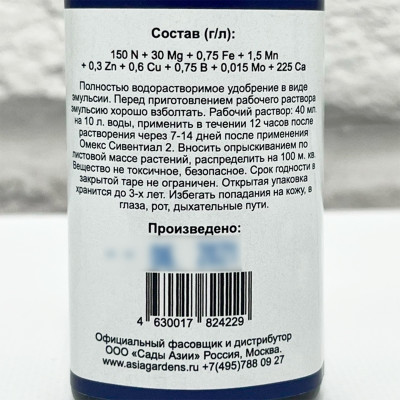 Состав (г/л):
150 N + 30 Mg + 0,75 Fe + 1,5 Mn
+ 0,3 Zn + 0,6 Cu + 0,75 B + 0,015 Mo + 225 Ca
Полностью водорастворимое удобрение в виде
эмульсии. Перед приготовлением рабочего раствора
эмульсию хорошо взболтать. Рабочий раствор: 40 мл.
на 10 л. воды, применить в течении 12 часов после
растворения через 7-14 дней после применения
Омекс Сивентиал 2. Вносить опрыскиванием по
листовой массе растений, распределить на 100 м. кв.
Вещество не токсичное, безопасное. Срок годности в
закрытой таре не ограничен. Открытая упаковка
хранится до 3-х лет. Избегать попадания на кожу, в
глаза, рот, дыхательные пути.
Произведено:
4 630017 824229
Официальный фасовщик и дистрибутор
ООО «Сады Азии» Россия, Москва.
www.asiagardens.ru +7(495)788 09 27